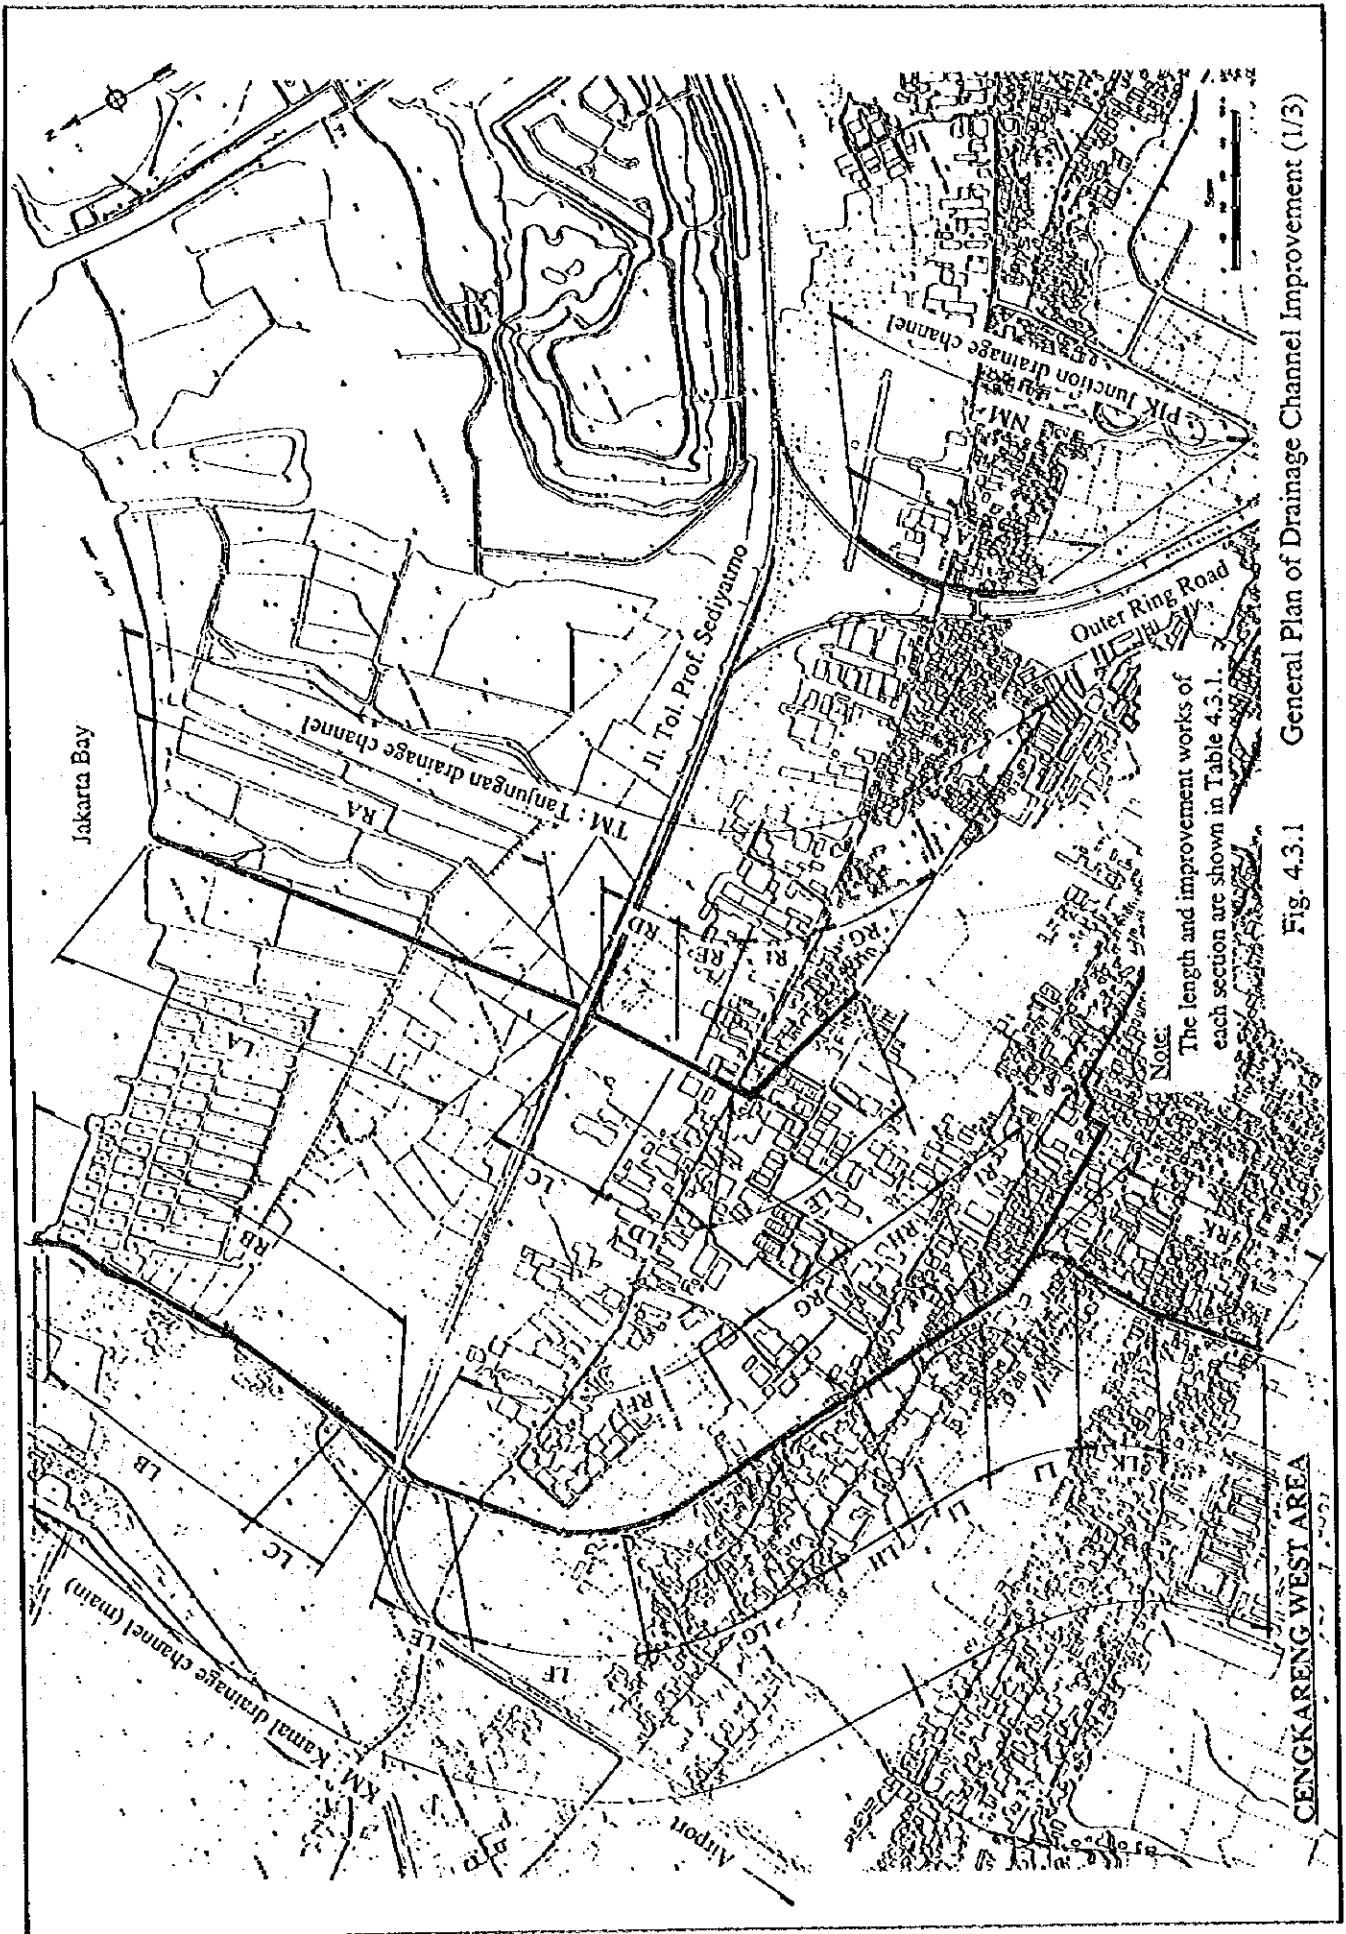 Jakarta Bay
LA
RA
TM : Tanjungan drainage channel
Jl. Tol. Prof. Sediyatmo
RB
LB
LC
LC
LD
LE
RD
RE
RG
RF
RG
RH
RI
RK
KM : Kamal drainage channel (main)
LE
LF
LG
LH
LI
LK
Airport
NM :
PIK Junction drainage channel
Outer Ring Road
Note:
The length and improvement works of
each section are shown in Table 4.3.1.
CENGKARENG WEST AREA
Fig. 4.3.1 General Plan of Drainage Channel Improvement (1/3)